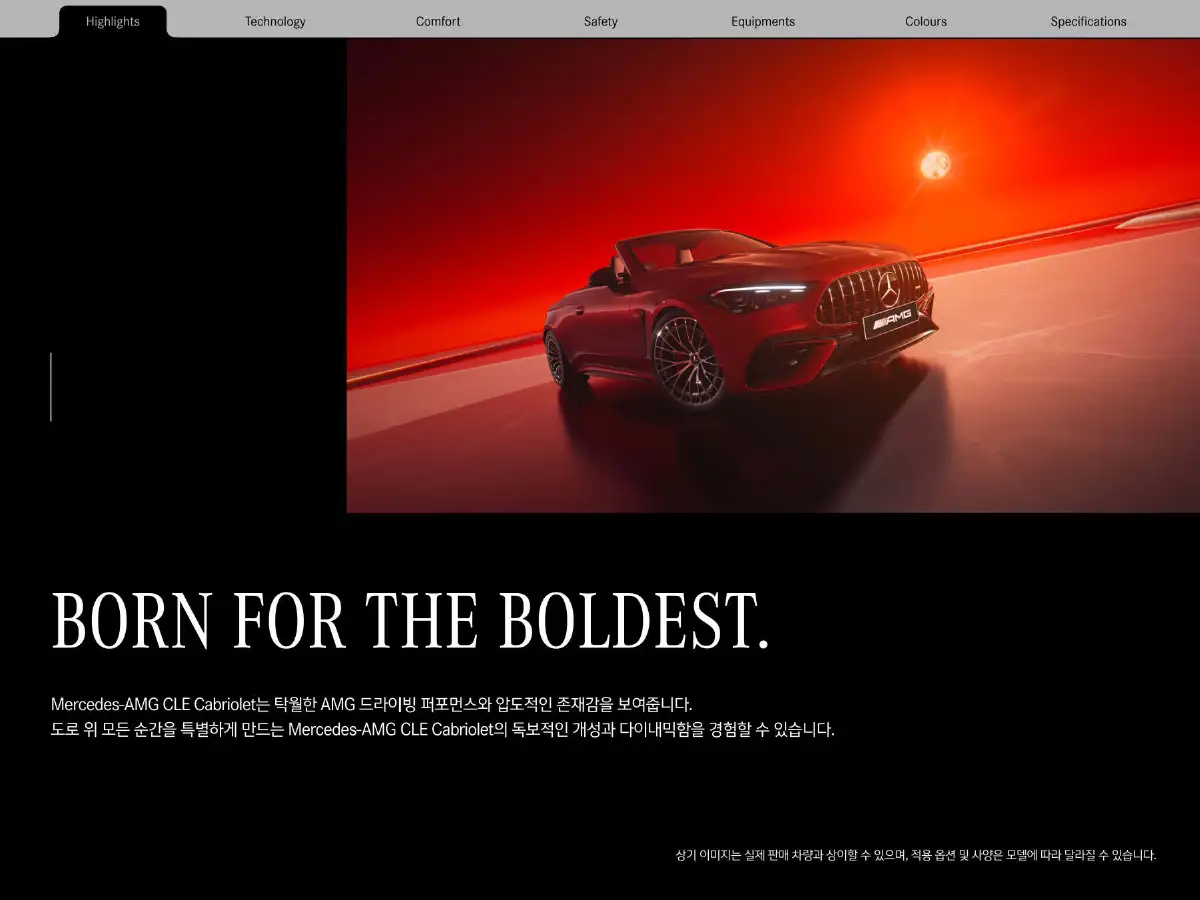 Highlights
Technology
Comfort
Safety
Equipments
Colours
Specifications
AMG
BORN FOR THE BOLDEST.
Mercedes-AMG CLE Cabriolet는 탁월한 AMG 드라이빙 퍼포먼스와 압도적인 존재감을 보여줍니다.
도로 위 모든 순간을 특별하게 만드는 Mercedes-AMG CLE Cabriolet의 독보적인 개성과 다이내믹함을 경험할 수 있습니다.
상기 이미지는 실제 판매 차량과 상이할 수 있으며, 적용 옵션 및 사양은 모델에 따라 달라질 수 있습니다.